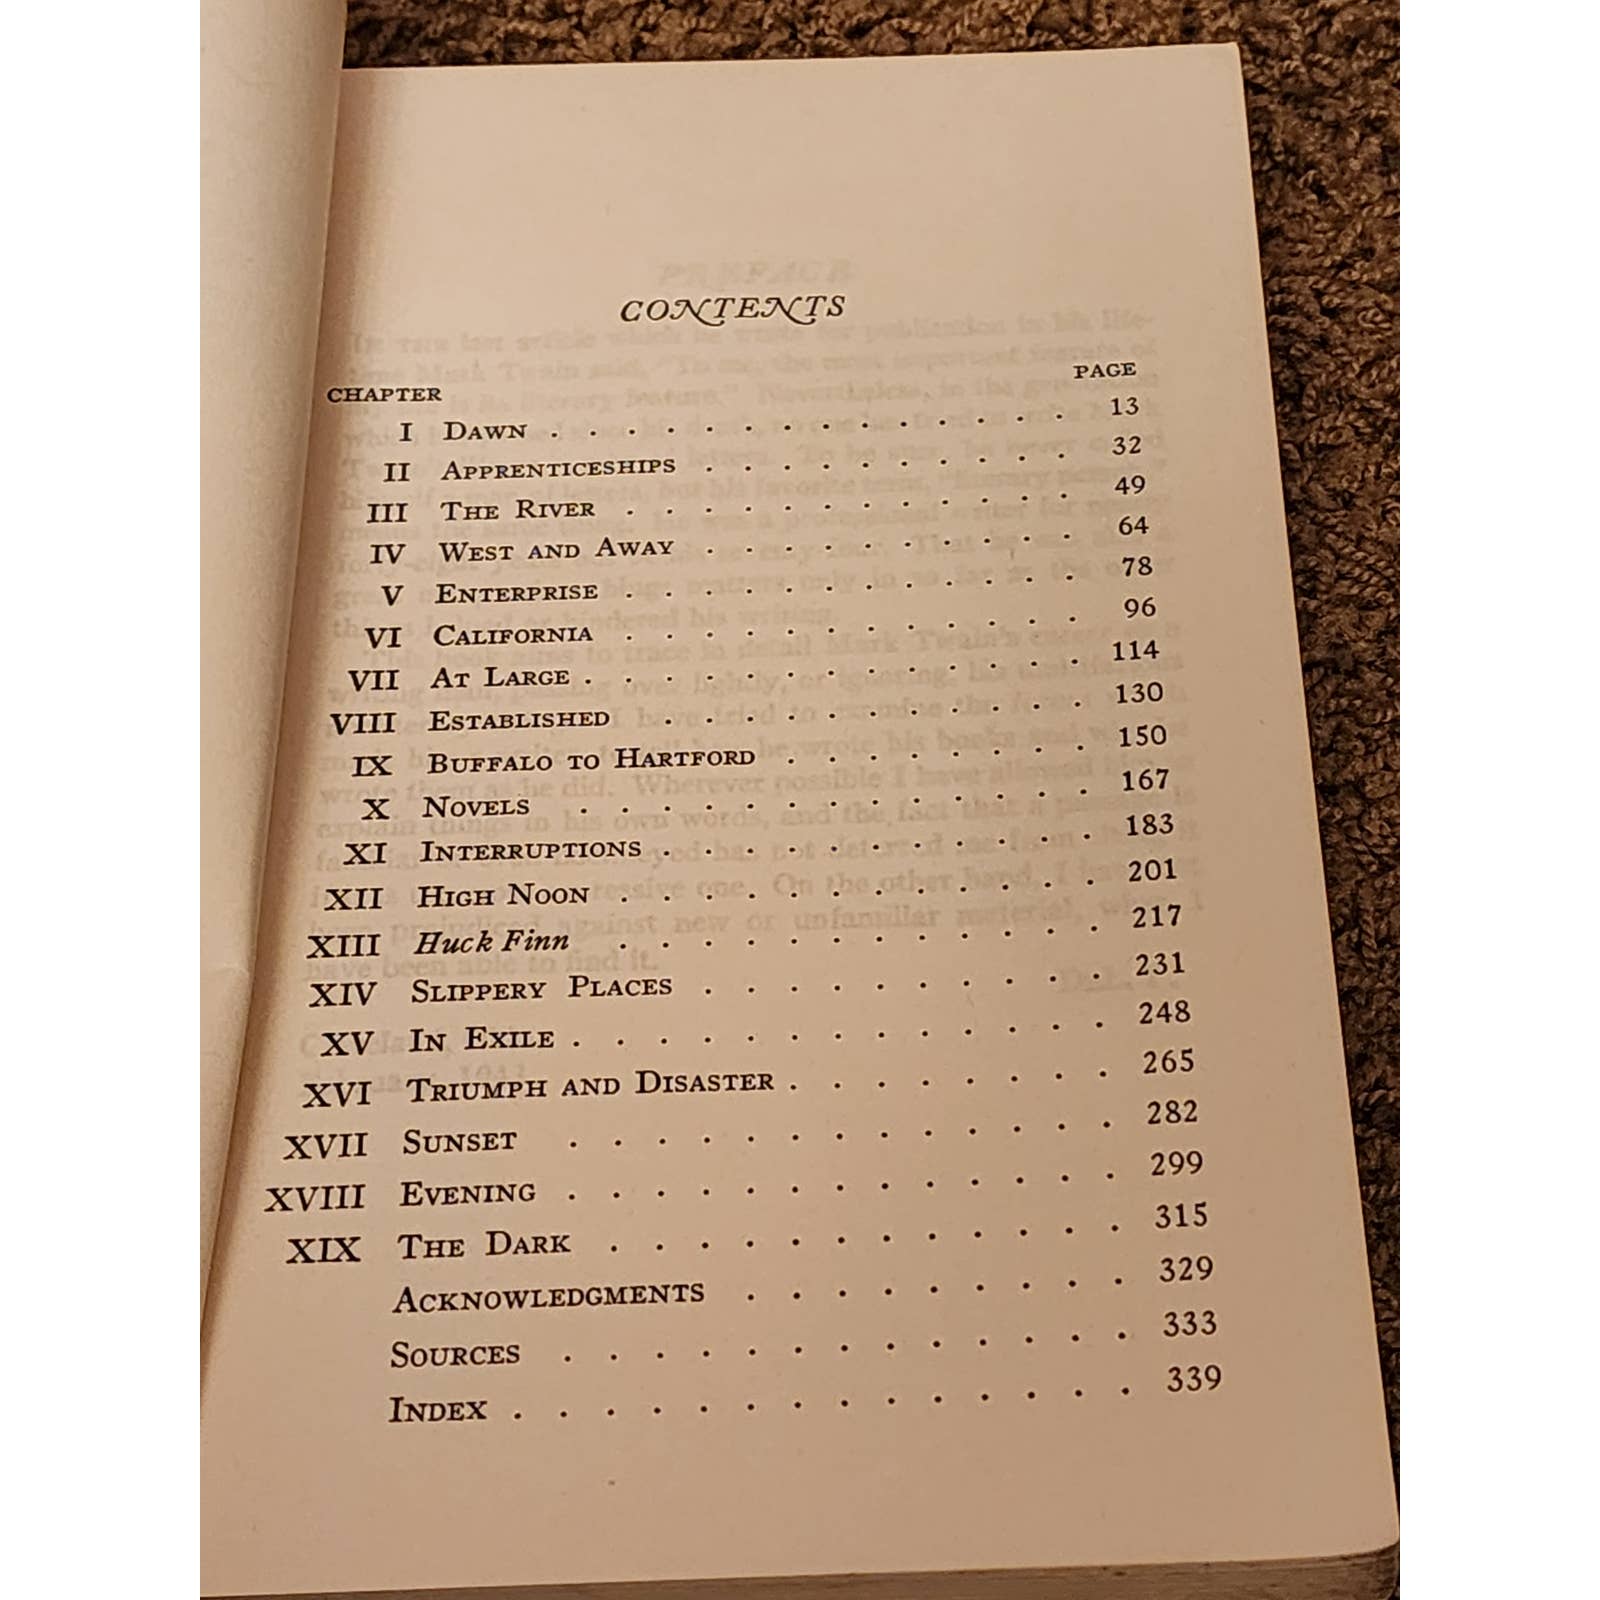 CONTENTS
CHAPTER PAGE
I DAWN . . . . . . . . . . . . . . 13
II APPRENTICESHIPS . . . . . . . . . . 32
III THE RIVER . . . . . . . . . . . . 49
IV WEST AND AWAY . . . . . . . . . . 64
V ENTERPRISE . . . . . . . . . . . . 78
VI CALIFORNIA . . . . . . . . . . . . 96
VII AT LARGE . . . . . . . . . . . . . 114
VIII ESTABLISHED . . . . . . . . . . . 130
IX BUFFALO TO HARTFORD . . . . . . . . 150
X NOVELS . . . . . . . . . . . . . 167
XI INTERRUPTIONS . . . . . . . . . . . 183
XII HIGH NOON . . . . . . . . . . . . 201
XIII Huck Finn . . . . . . . . . . . . 217
XIV SLIPPERY PLACES . . . . . . . . . . 231
XV IN EXILE . . . . . . . . . . . . . 248
XVI TRIUMPH AND DISASTER . . . . . . . . 265
XVII SUNSET . . . . . . . . . . . . . 282
XVIII EVENING . . . . . . . . . . . . . 299
XIX THE DARK . . . . . . . . . . . . 315
ACKNOWLEDGMENTS . . . . . . . . . 329
SOURCES . . . . . . . . . . . . . 333
INDEX . . . . . . . . . . . . . . 339